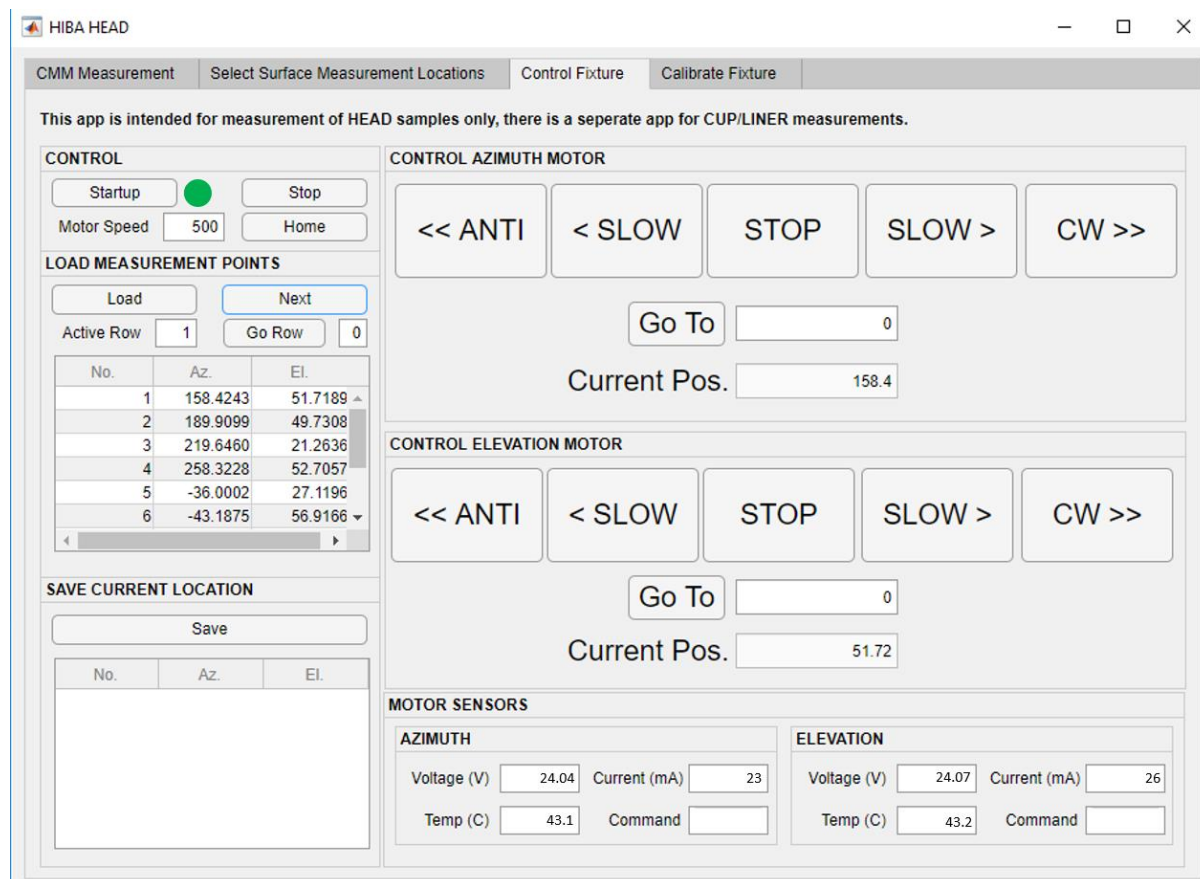 HIBA HEAD
CMM Measurement Select Surface Measurement Locations Control Fixture Calibrate Fixture
This app is intended for measurement of HEAD samples only, there is a seperate app for CUP/LINER measurements.
CONTROL
Startup Stop
Motor Speed 500 Home
LOAD MEASUREMENT POINTS
Load Next
Active Row 1 Go Row 0
No. Az. El.
1 158.4243 51.7189
2 189.9099 49.7308
3 219.6460 21.2636
4 258.3228 52.7057
5 -36.0002 27.1196
6 -43.1875 56.9166
SAVE CURRENT LOCATION
Save
No. Az. El.
CONTROL AZIMUTH MOTOR
<< ANTI < SLOW STOP SLOW > CW >>
Go To 0
Current Pos. 158.4
CONTROL ELEVATION MOTOR
<< ANTI < SLOW STOP SLOW > CW >>
Go To 0
Current Pos. 51.72
MOTOR SENSORS
AZIMUTH
Voltage (V) 24.04 Current (mA) 23
Temp (C) 43.1 Command
ELEVATION
Voltage (V) 24.07 Current (mA) 26
Temp (C) 43.2 Command